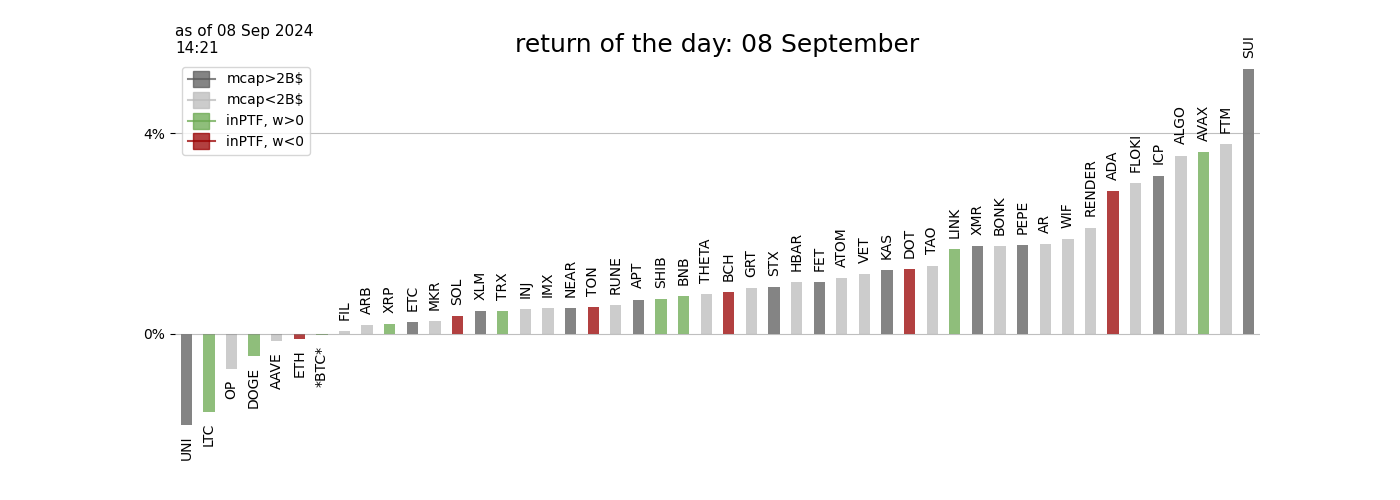 as of 08 Sep 2024
14:21
return of the day: 08 September
mcap>2B$
mcap<2B$
inPTF, w>0
inPTF, w<0
4%
0%
UNI
LTC
OP
DOGE
AAVE
ETH
*BTC*
FIL
ARB
XRP
ETC
MKR
SOL
XLM
TRX
INJ
IMX
NEAR
TON
RUNE
APT
SHIB
BNB
THETA
BCH
GRT
STX
HBAR
FET
ATOM
VET
KAS
DOT
TAO
LINK
XMR
BONK
PEPE
AR
WIF
RENDER
ADA
FLOKI
ICP
ALGO
AVAX
FTM
SUI